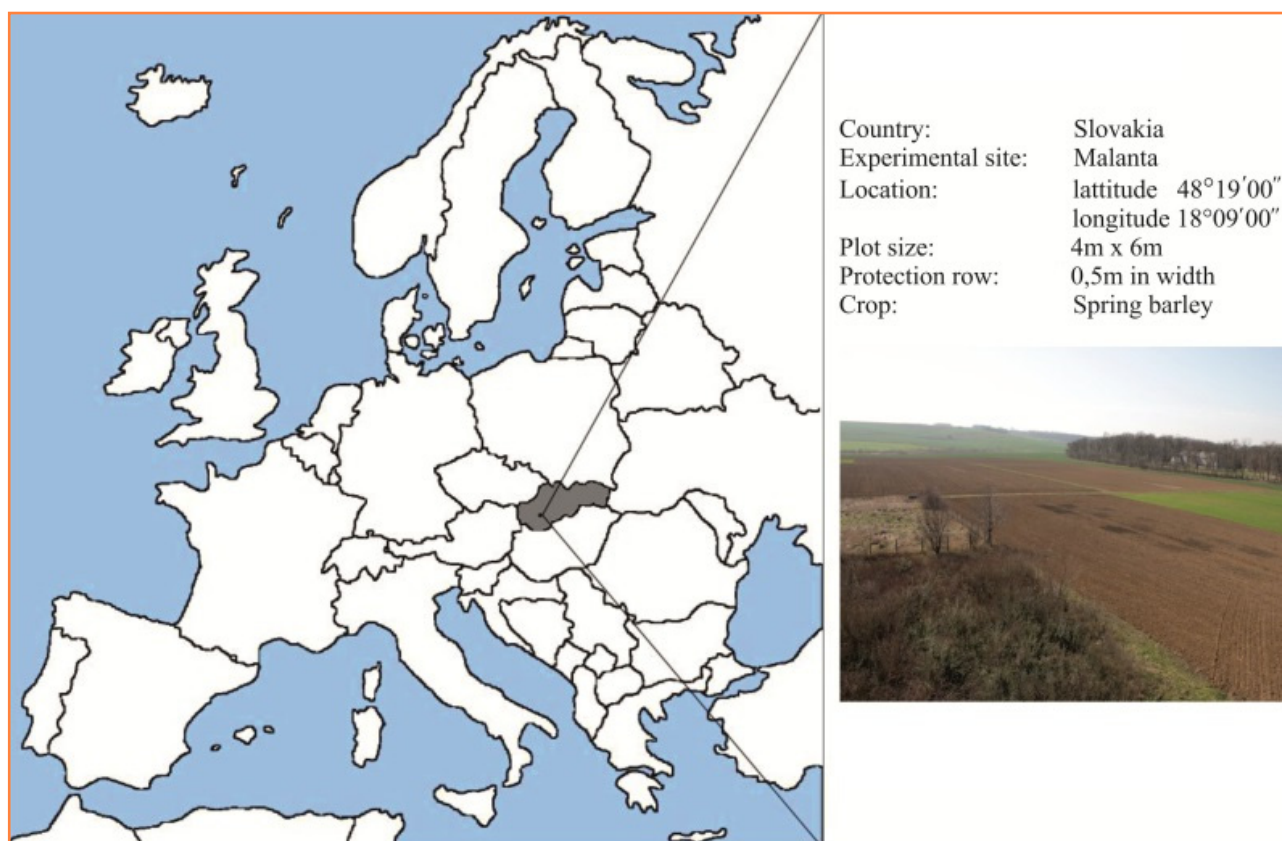 Country: Slovakia
Experimental site: Malanta
Location: lattitude 48°19′00″
longitude 18°09′00″
Plot size: 4m x 6m
Protection row: 0,5m in width
Crop: Spring barley